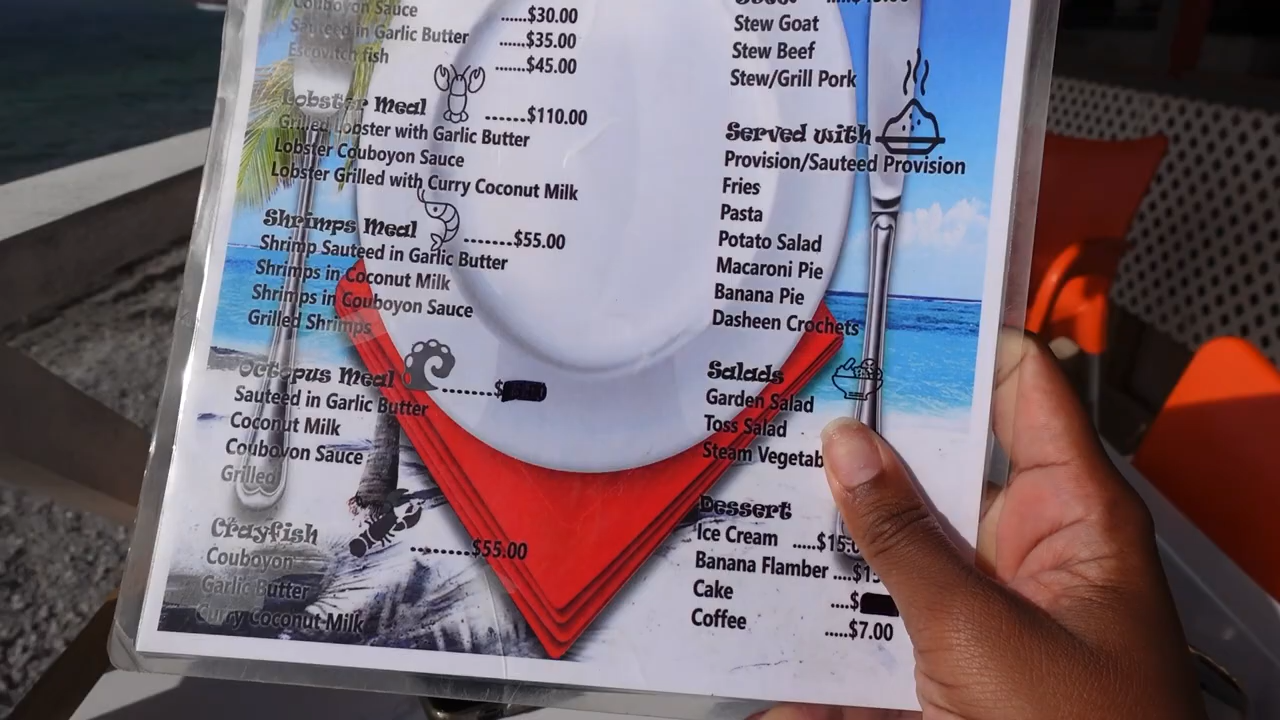 Couboyon Sauce ......$30.00
Sauteed in Garlic Butter ......$35.00
Escovitch fish ......$45.00
Lobster Meal .......$110.00
Grilled Lobster with Garlic Butter
Lobster Couboyon Sauce
Lobster Grilled with Curry Coconut Milk
Shrimps Meal .......$55.00
Shrimp Sauteed in Garlic Butter
Shrimps in Coconut Milk
Shrimps in Couboyon Sauce
Grilled Shrimps
Octopus Meal .......$
Sauteed in Garlic Butter
Coconut Milk
Couboyon Sauce
Grilled
Crayfish ........$55.00
Couboyon
Garlic Butter
Curry Coconut Milk
Stew Goat
Stew Beef
Stew/Grill Pork
Served with
Provision/Sauteed Provision
Fries
Pasta
Potato Salad
Macaroni Pie
Banana Pie
Dasheen Crochets
Salads
Garden Salad
Toss Salad
Steam Vegetab
Dessert
Ice Cream .....$15.0
Banana Flamber ....$1
Cake ....$
Coffee .....$7.00